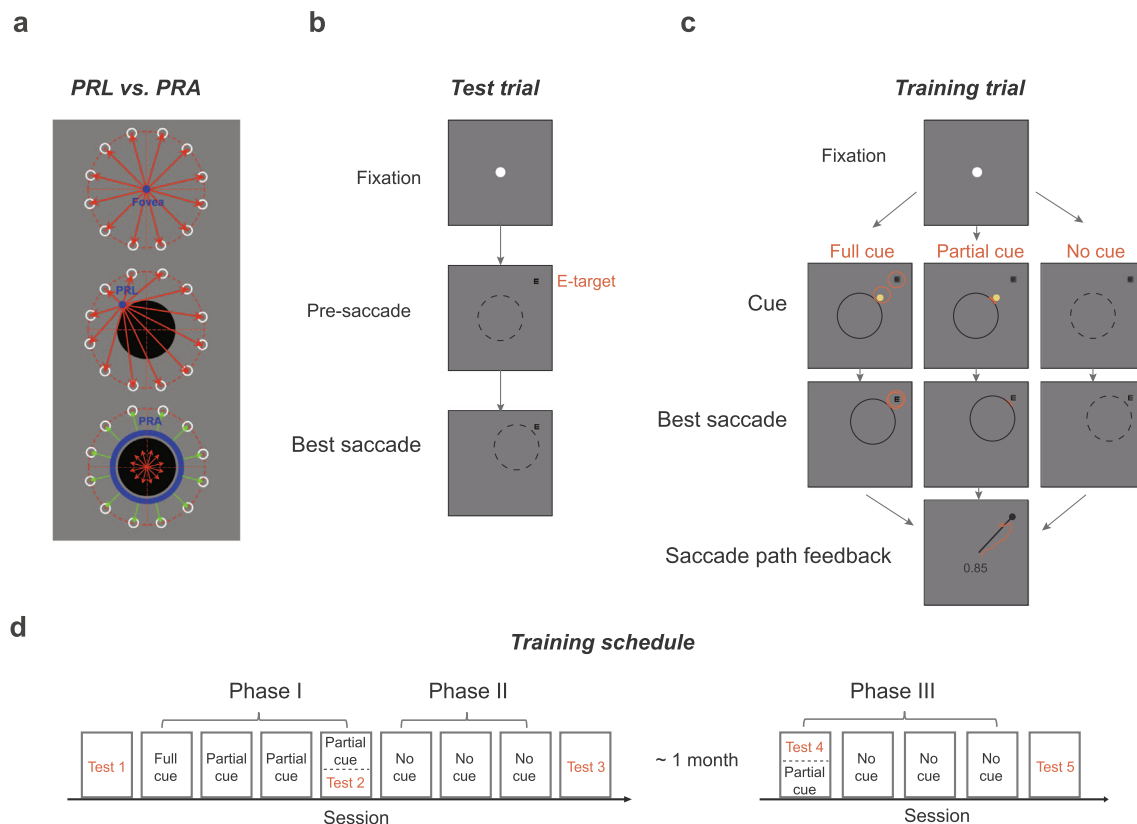 a
PRL vs. PRA
Fovea
PRL
PRA
b
Test trial
Fixation
Pre-saccade
E
E-target
Best saccade
E
c
Training trial
Fixation
Full cue
Partial cue
No cue
Cue
E
E
E
Best saccade
E
E
E
Saccade path feedback
0.85
d
Training schedule
Phase I
Phase II
Phase III
Test 1
Full
cue
Partial
cue
Partial
cue
Partial
cue
Test 2
No
cue
No
cue
No
cue
Test 3
~ 1 month
Test 4
Partial
cue
No
cue
No
cue
No
cue
Test 5
Session
Session